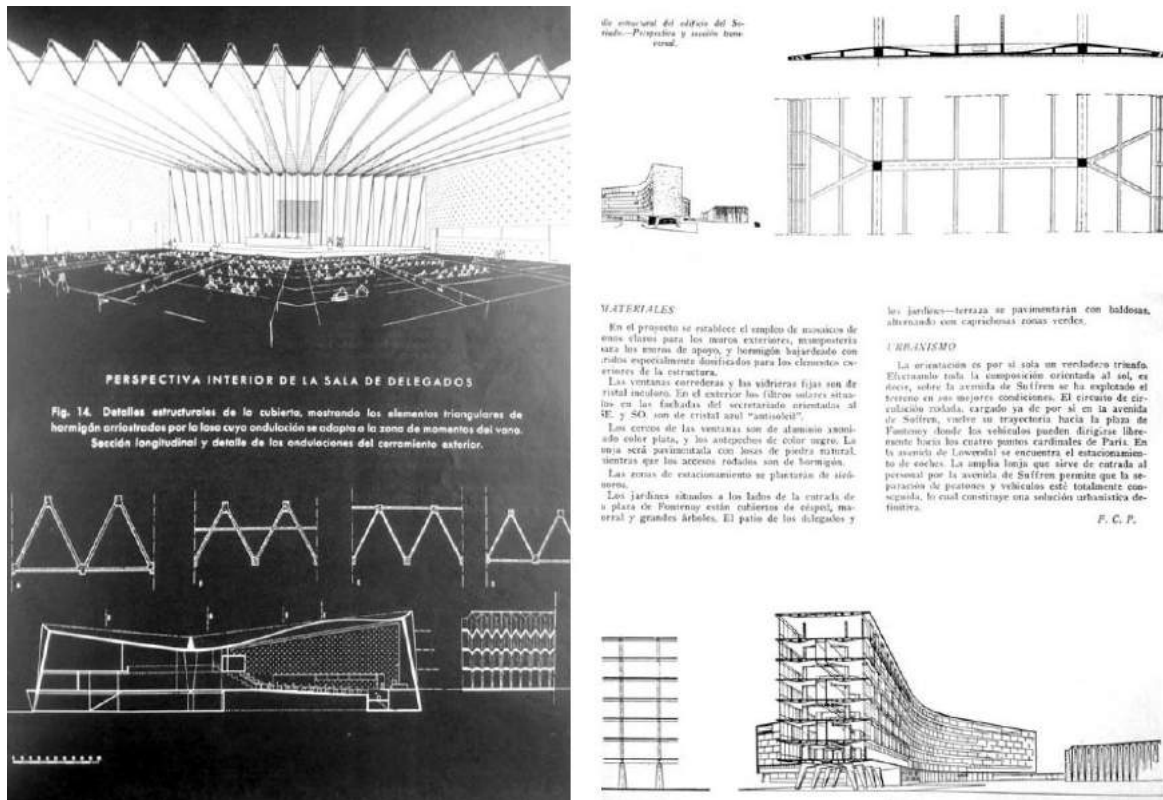 PERSPECTIVA INTERIOR DE LA SALA DE DELEGADOS
Fig. 14. Detalles estructurales de la cubierta, mostrando los elementos triangulares de
hormigón arriostrados por la losa cuya ondulación se adapta a la zona de momentos del vano.
Sección longitudinal y detalle de las ondulaciones del cerramiento exterior.
dio estructural del edificio del Se-
riado.—Perspectiva y sección trans-
versal.
MATERIALES
En el proyecto se establece el empleo de mosaicos de
tonos claros para los muros exteriores, mampostería
para los muros de apoyo, y hormigón bujardeado con
áridos especialmente dosificados para los elementos ex-
teriores de la estructura.
Las ventanas correderas y las vidrieras fijas son de
cristal incoloro. En el exterior los filtros solares situa-
dos en las fachadas del secretariado orientadas al
SE. y SO. son de cristal azul "antisoleil".
Los cercos de las ventanas son de aluminio anoni-
zado color plata, y los antepechos de color negro. La
lonja será pavimentada con losas de piedra natural,
mientras que los accesos rodados son de hormigón.
Las zonas de estacionamiento se plantarán de
Los jardines situados a los lados de la entrada de
a plaza de Fontenoy están cubiertos de césped,
y grandes árboles. El patio de los delegados y
los jardines—terraza se pavimentarán con baldosas,
alternando con caprichosas zonas verdes.
URBANISMO
La orientación es por sí sola un verdadero triunfo.
Efectuando toda la composición orientada al sol, es
decir, sobre la avenida de Suffren se ha explotado el
terreno en sus mejores condiciones. El circuito de cir-
culación rodada, cargado ya de por sí en la avenida
de Suffren, vuelve su trayectoria hacia la plaza de
Fontenoy donde los vehículos pueden dirigirse libre-
mente hacia los cuatro puntos cardinales de París. En
la avenida de Lowendal se encuentra el estacionamien-
to de coches. La amplia lonja que sirve de entrada al
personal por la avenida de Suffren permite que la se-
paración de peatones y vehículos esté totalmente con-
seguida, lo cual constituye una solución urbanística de-
finitiva.
F. C. P.